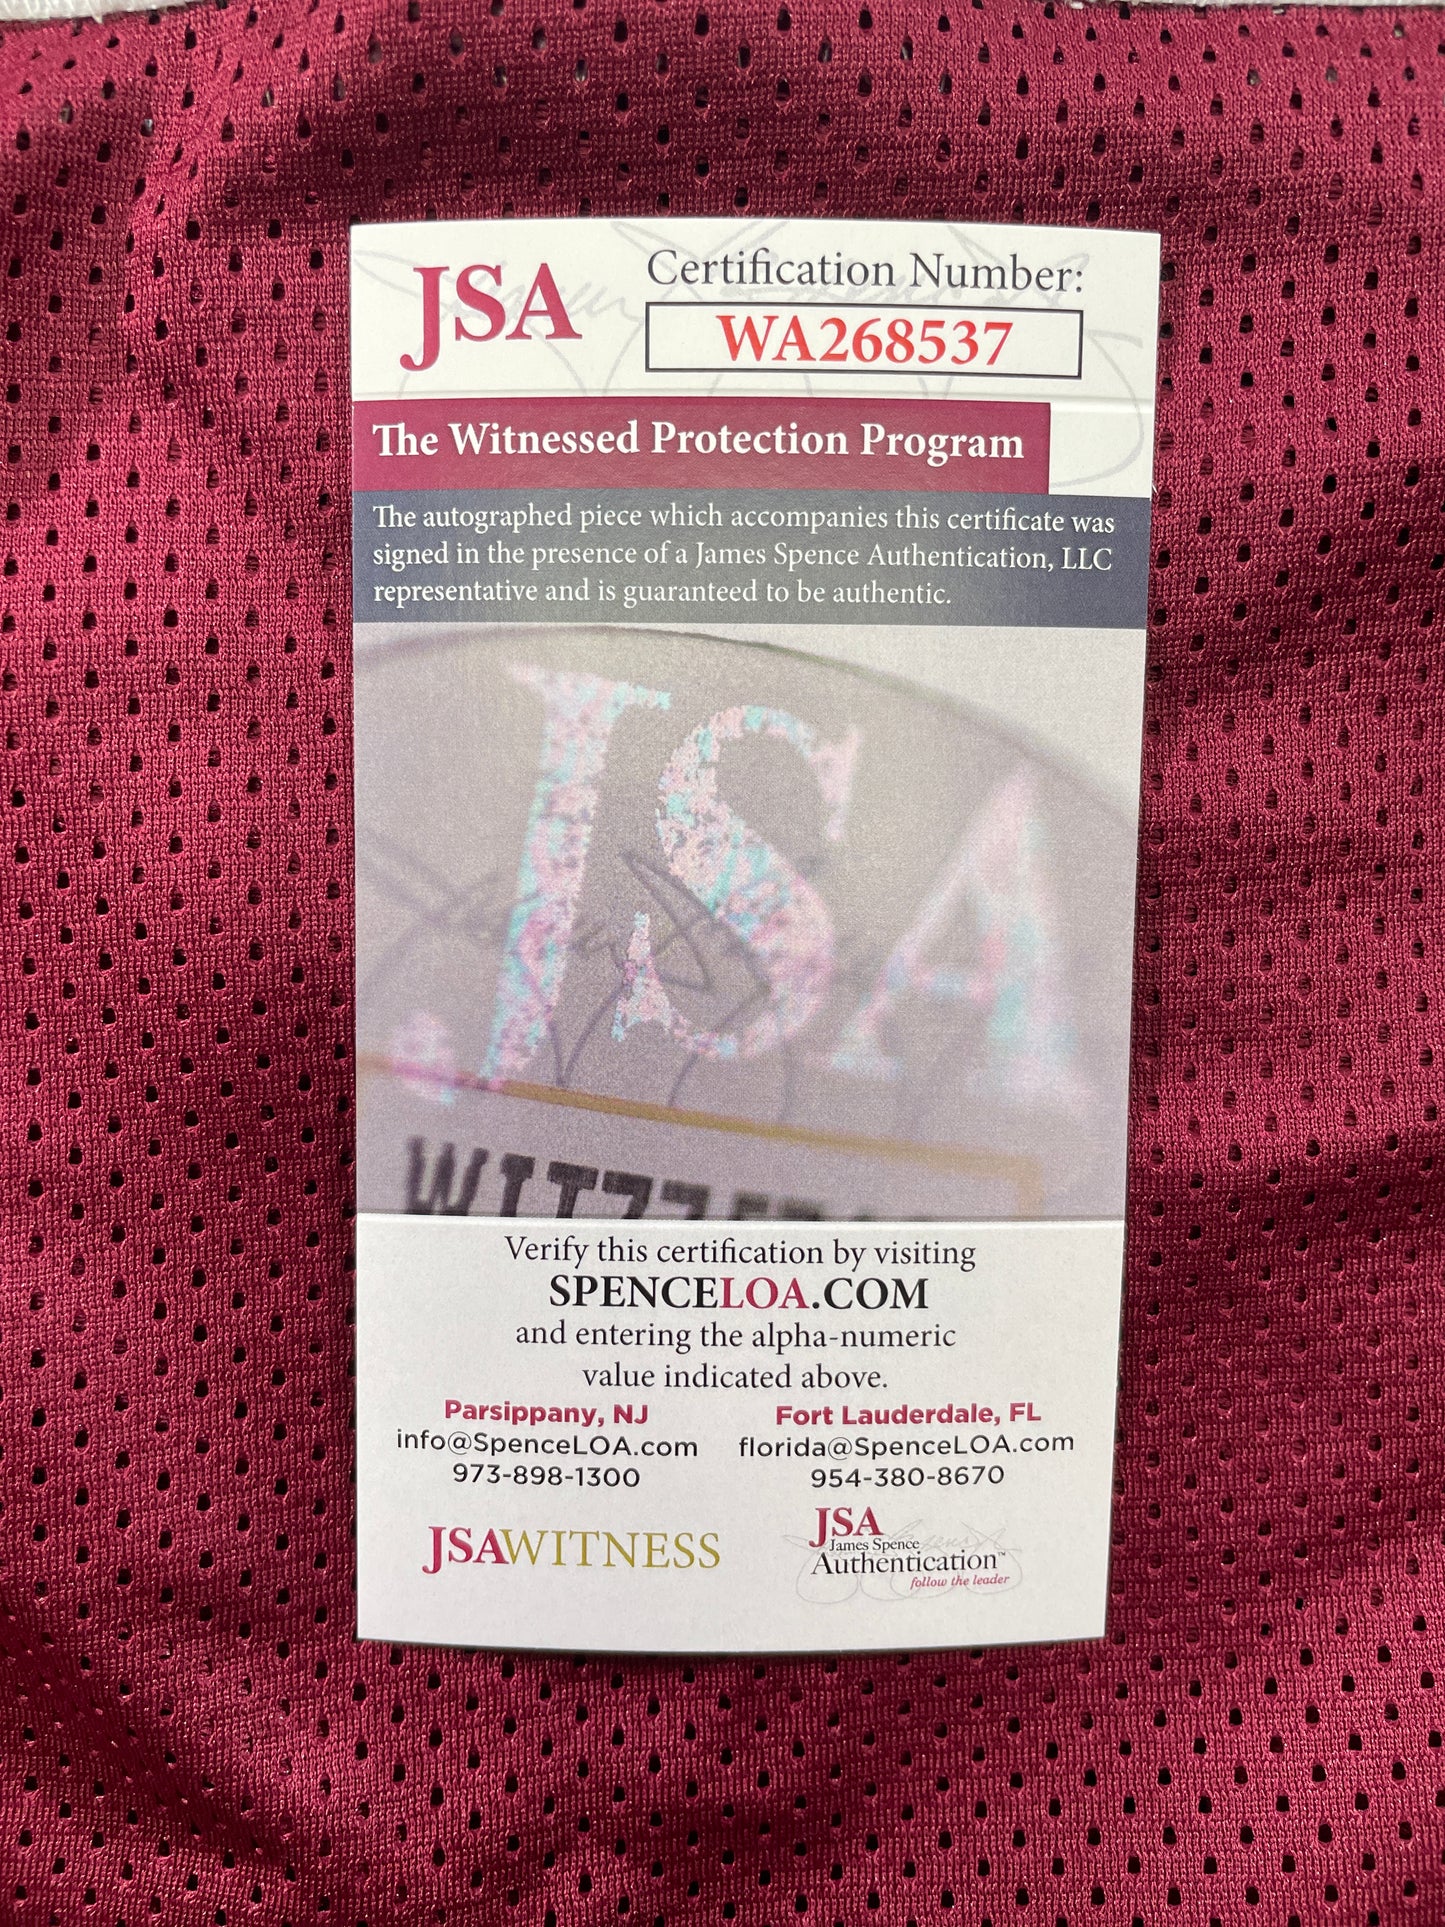 JSA
Certification Number:
WA268537
The Witnessed Protection Program
The autographed piece which accompanies this certificate was
signed in the presence of a James Spence Authentication, LLC
representative and is guaranteed to be authentic.
JSA
Verify this certification by visiting
SPENCELOA.COM
and entering the alpha-numeric
value indicated above.
Parsippany, NJ
info@SpenceLOA.com
973-898-1300
Fort Lauderdale, FL
florida@SpenceLOA.com
954-380-8670
JSAWITNESS
JSA
James Spence
Authentication™
follow the leader